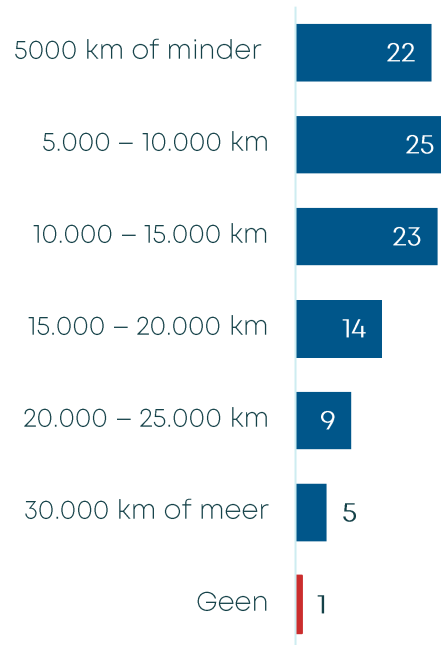 5000 km of minder 22
5.000 – 10.000 km 25
10.000 – 15.000 km 23
15.000 – 20.000 km 14
20.000 – 25.000 km 9
30.000 km of meer 5
Geen 1